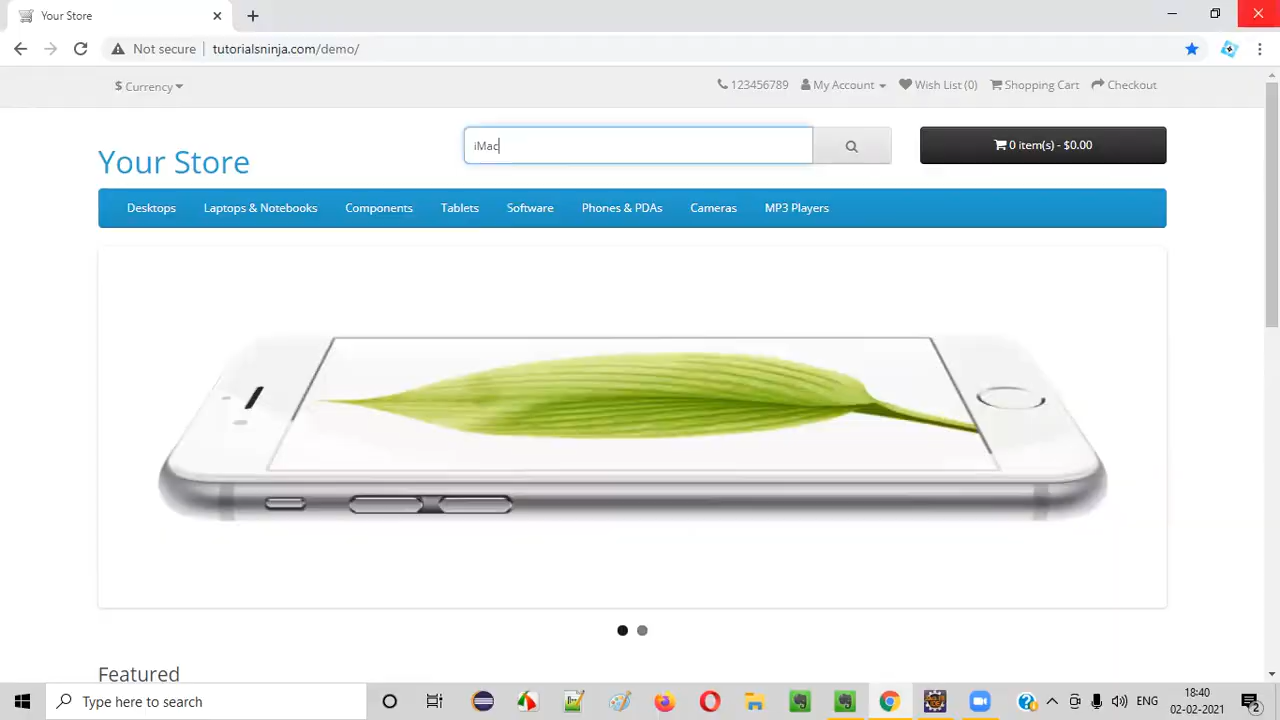 Your Store
Not secure
tutorialsninja.com/demo/
$ Currency
123456789
My Account
Wish List (0)
Shopping Cart
Checkout
Your Store
iMac
0 item(s) - $0.00
Desktops
Laptops & Notebooks
Components
Tablets
Software
Phones & PDAs
Cameras
MP3 Players
Featured
Type here to search
ENG
18:40
02-02-2021
2